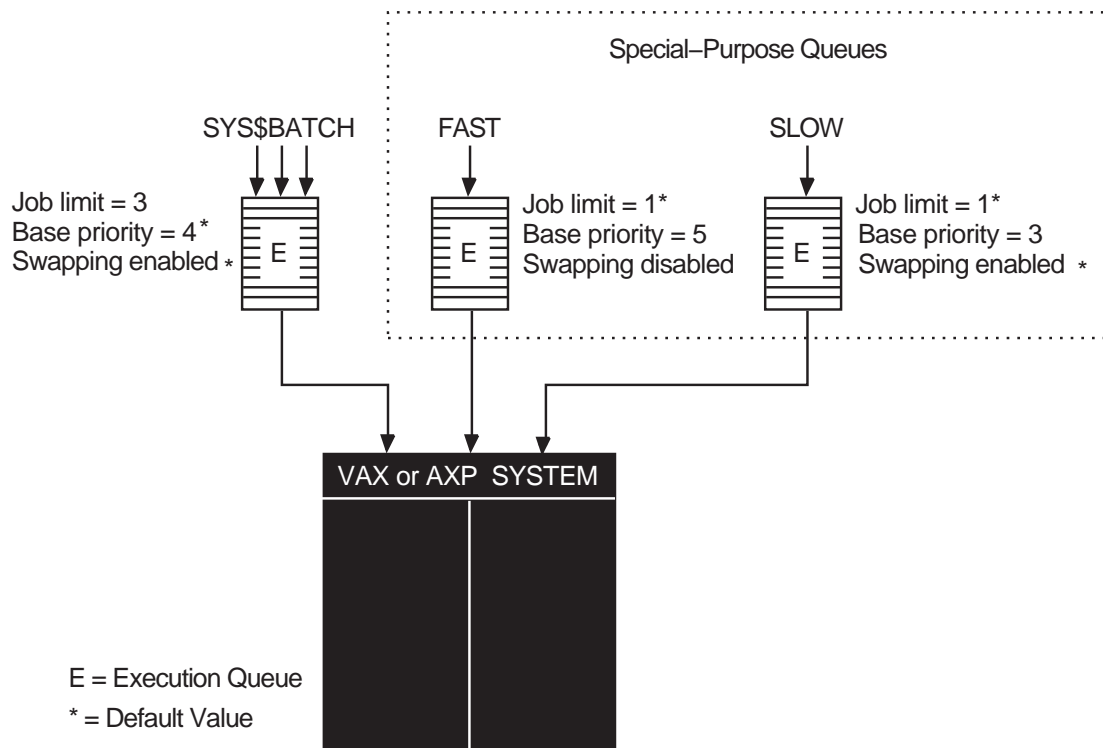 Special–Purpose Queues
SYS$BATCH
FAST
SLOW
Job limit = 3
Base priority = 4*
Swapping enabled *
E
Job limit = 1*
Base priority = 5
Swapping disabled
E
Job limit = 1*
Base priority = 3
Swapping enabled *
E
VAX or AXP SYSTEM
E = Execution Queue
* = Default Value